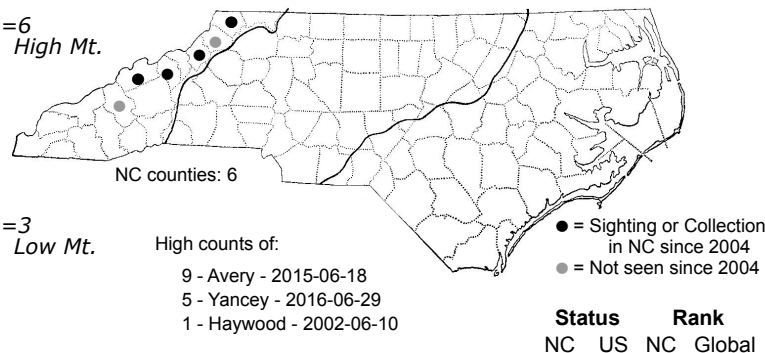 =6
High Mt.
NC counties: 6
=3
Low Mt.
High counts of:
9 - Avery - 2015-06-18
5 - Yancey - 2016-06-29
1 - Haywood - 2002-06-10
● = Sighting or Collection
in NC since 2004
● = Not seen since 2004
Status Rank
NC US NC Global